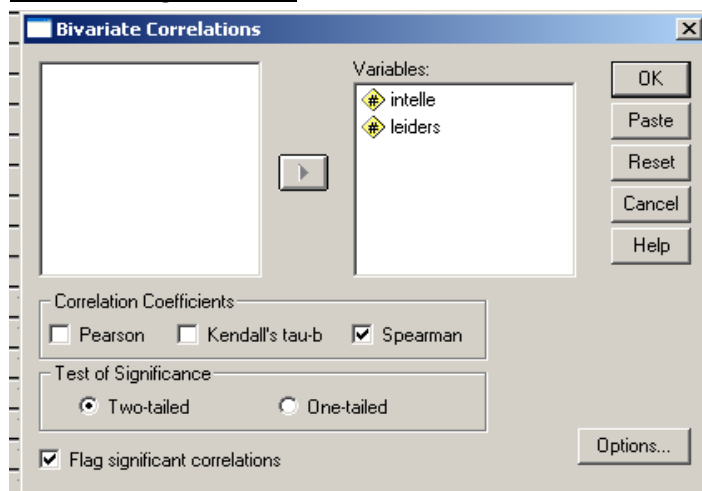 Bivariate Correlations
Variables:
intelle
leiders
OK
Paste
Reset
Cancel
Help
Correlation Coefficients
Pearson Kendall's tau-b Spearman
Test of Significance
Two-tailed One-tailed
Flag significant correlations
Options...